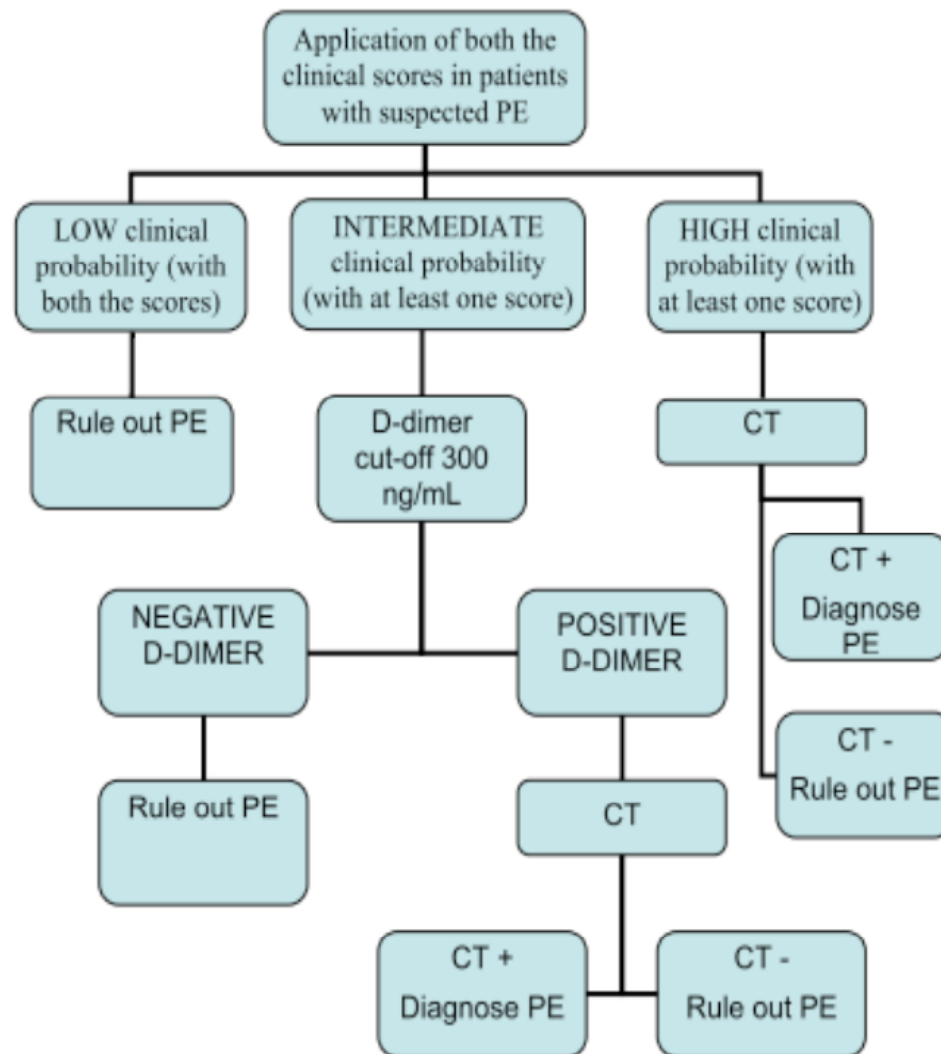 Application of both the
clinical scores in patients
with suspected PE
LOW clinical
probability (with
both the scores)
INTERMEDIATE
clinical probability
(with at least one score)
HIGH clinical
probability (with
at least one score)
Rule out PE
D-dimer
cut-off 300
ng/mL
CT
CT +
Diagnose
PE
NEGATIVE
D-DIMER
POSITIVE
D-DIMER
CT -
Rule out PE
Rule out PE
CT
CT +
Diagnose PE
CT -
Rule out PE